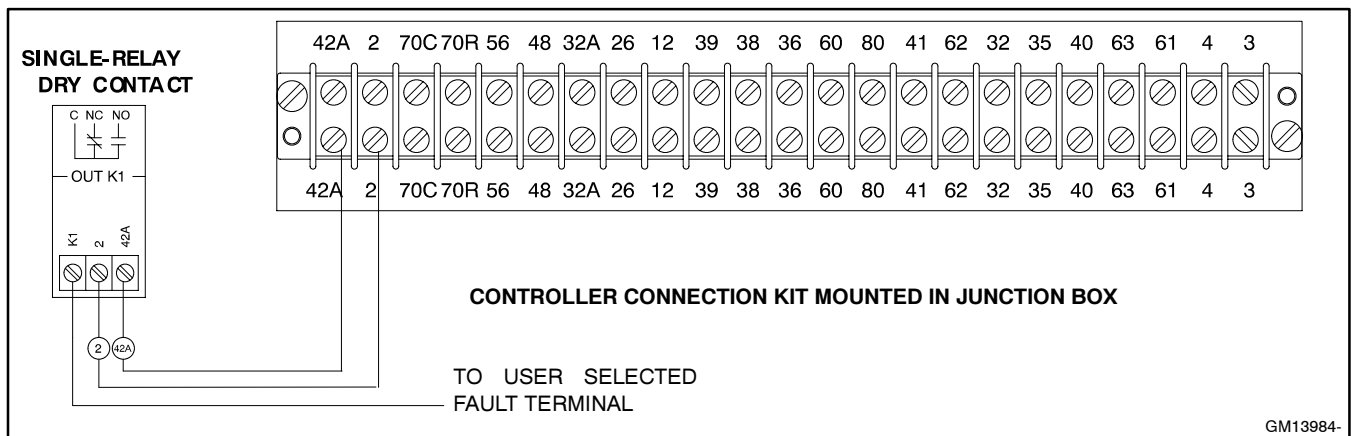 42A 2 70C 70R 56 48 32A 26 12 39 38 36 60 80 41 62 32 35 40 63 61 4 3
SINGLE-RELAY
DRY CONTACT
C NC NO
OUT K1
42A 2 70C 70R 56 48 32A 26 12 39 38 36 60 80 41 62 32 35 40 63 61 4 3
K1 2 42A
CONTROLLER CONNECTION KIT MOUNTED IN JUNCTION BOX
2 42A
TO USER SELECTED
FAULT TERMINAL
GM13984-